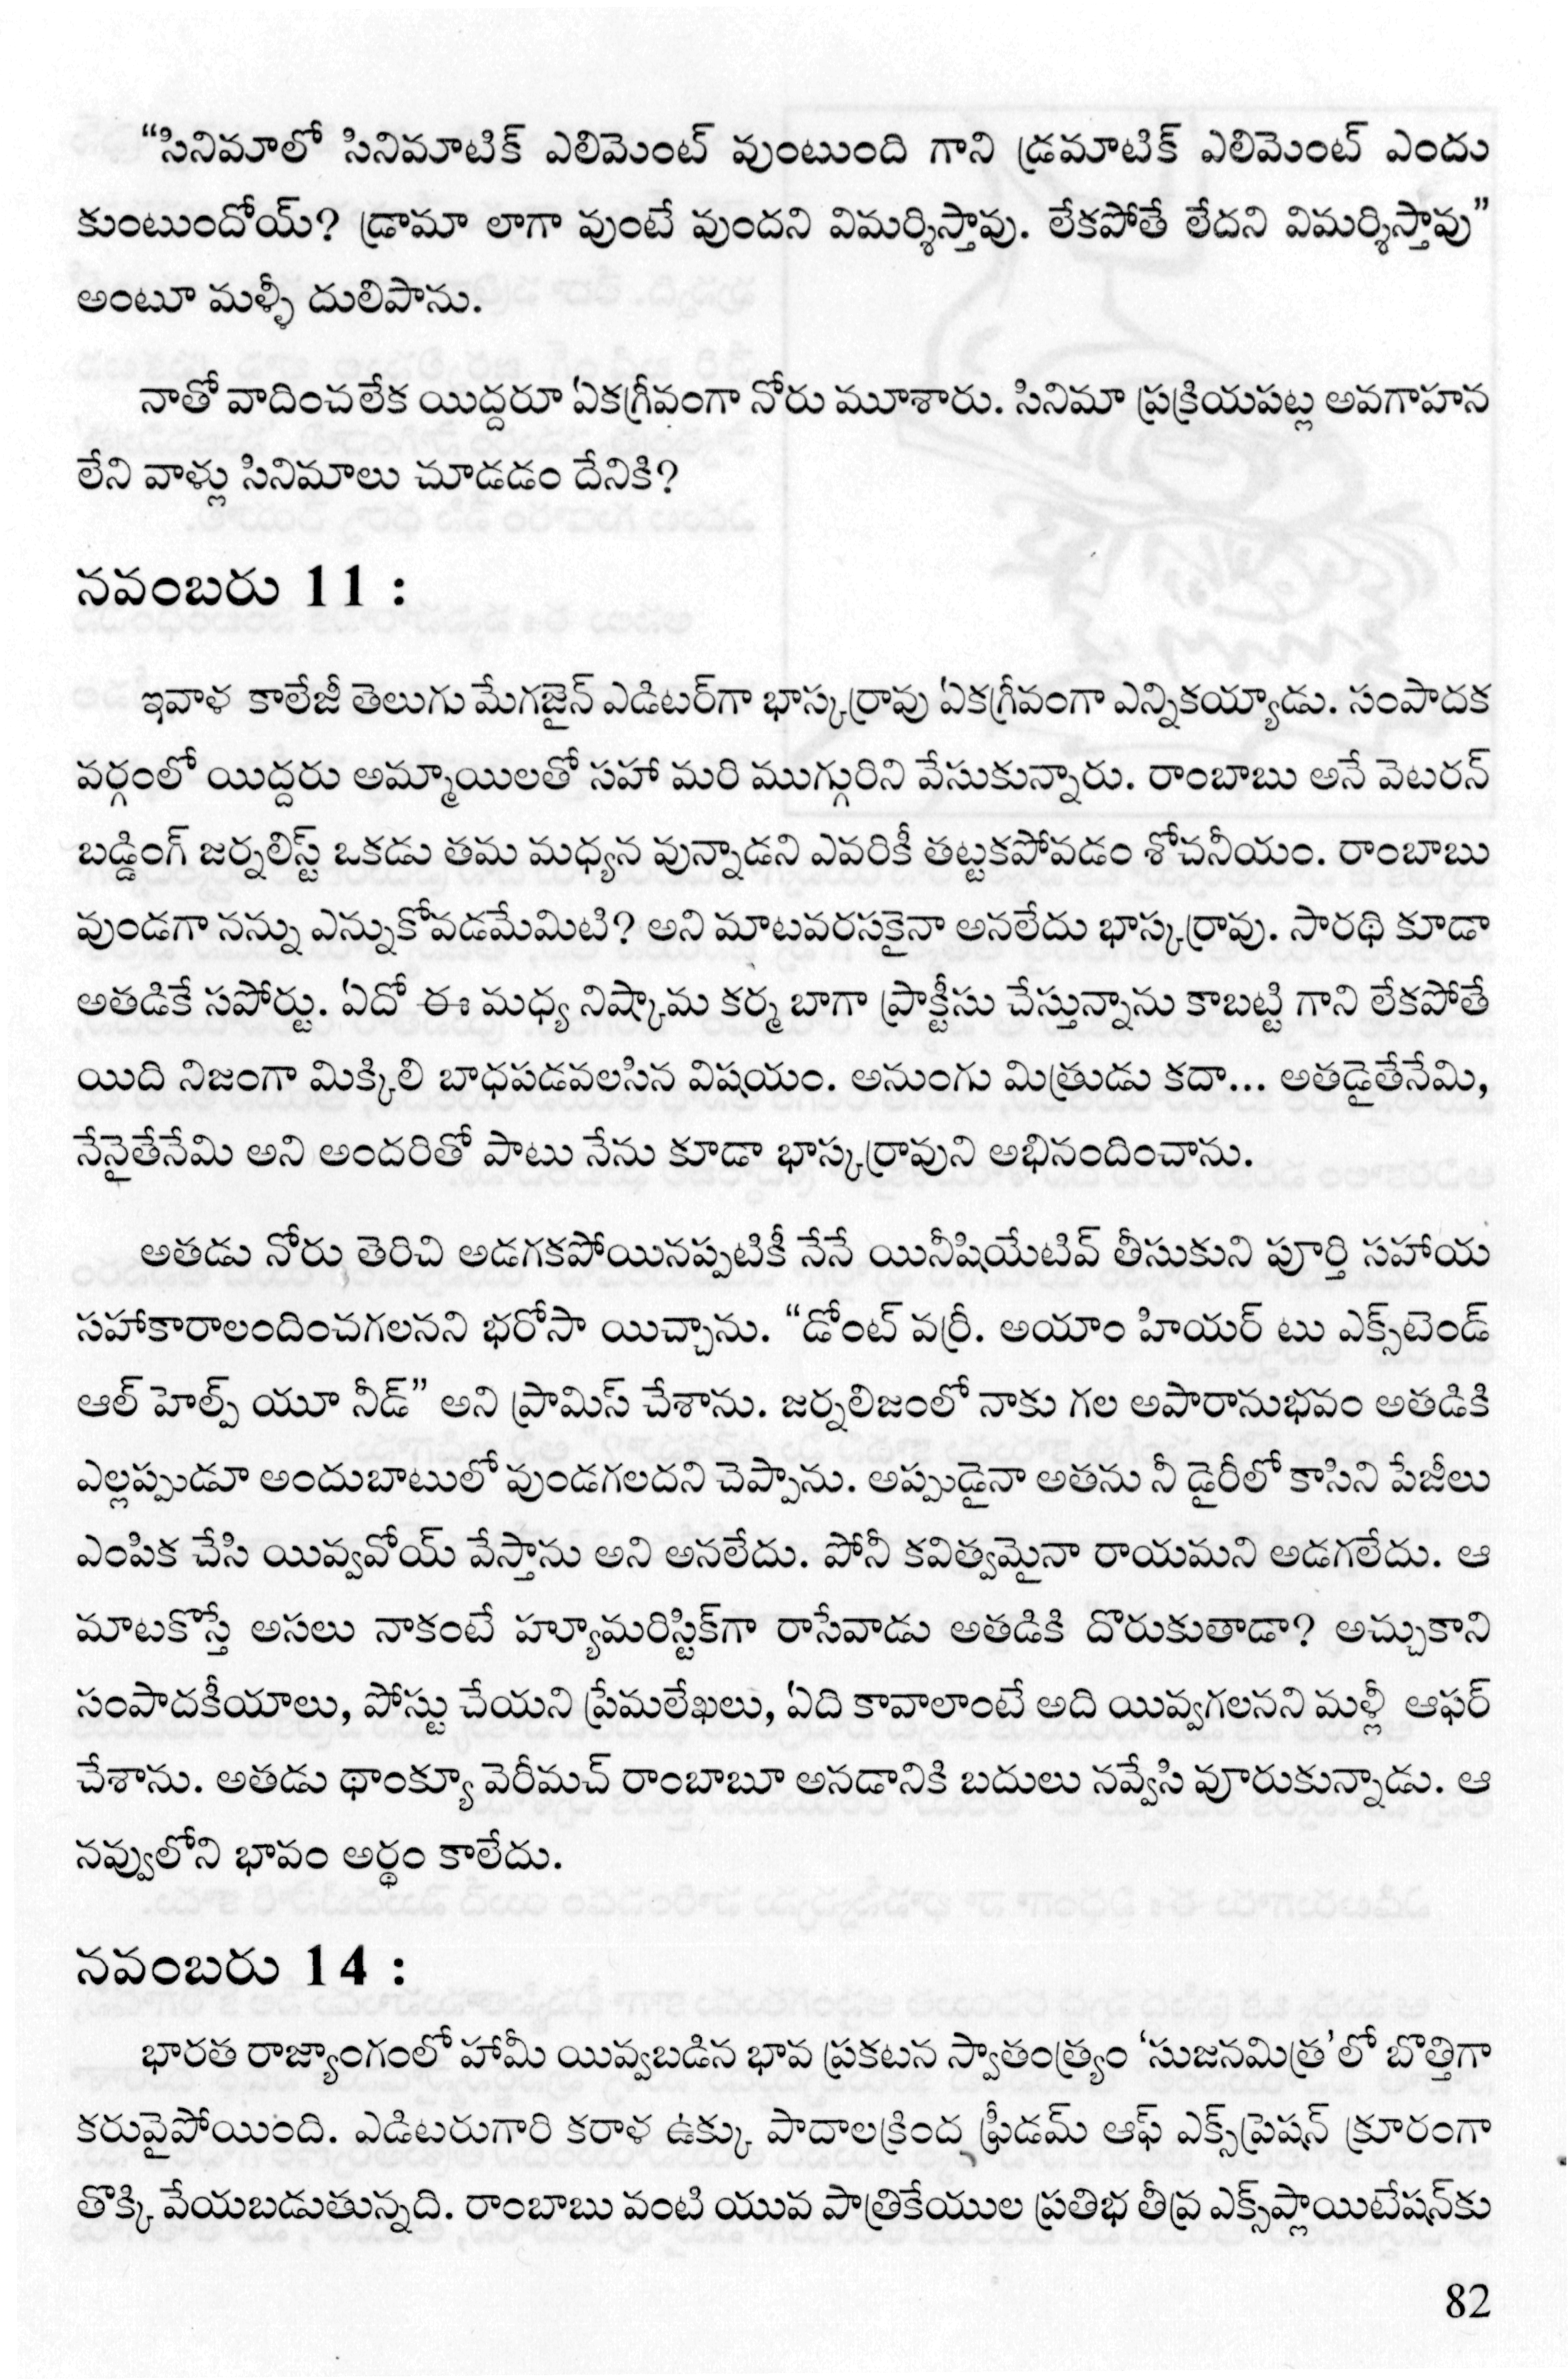 “సినిమాలో సినిమాటిక్ ఎలిమెంట్ వుంటుంది గాని డ్రమాటిక్ ఎలిమెంట్ ఎందు
కుంటుందోయ్? డ్రామా లాగా వుంటే వుందని విమర్శిస్తావు. లేకపోతే లేదని విమర్శిస్తావు”
అంటూ మళ్ళీ దులిపాను.
నాతో వాదించలేక యిద్దరూ ఏకగ్రీవంగా నోరు మూశారు. సినిమా ప్రక్రియపట్ల అవగాహన
లేని వాళ్లు సినిమాలు చూడడం దేనికి?
నవంబరు 11 :
ఇవాళ కాలేజీ తెలుగు మేగజైన్ ఎడిటర్‌గా భాస్కర్రావు ఏకగ్రీవంగా ఎన్నికయ్యాడు. సంపాదక
వర్గంలో యిద్దరు అమ్మాయిలతో సహా మరి ముగ్గురిని వేసుకున్నారు. రాంబాబు అనే వెటరన్
బడ్డింగ్ జర్నలిస్ట్ ఒకడు తమ మధ్యన వున్నాడని ఎవరికీ తట్టకపోవడం శోచనీయం. రాంబాబు
వుండగా నన్ను ఎన్నుకోవడమేమిటి? అని మాటవరసకైనా అనలేదు భాస్కర్రావు. సారథి కూడా
అతడికే సపోర్టు. ఏదో ఈ మధ్య నిష్కామ కర్మ బాగా ప్రాక్టీసు చేస్తున్నాను కాబట్టి గాని లేకపోతే
యిది నిజంగా మిక్కిలి బాధపడవలసిన విషయం. అనుంగు మిత్రుడు కదా... అతడైతేనేమి,
నేనైతేనేమి అని అందరితో పాటు నేను కూడా భాస్కర్రావుని అభినందించాను.
అతడు నోరు తెరిచి అడగకపోయినప్పటికీ నేనే యినీషియేటివ్ తీసుకుని పూర్తి సహాయ
సహాకారాలందించగలనని భరోసా యిచ్చాను. “డోంట్ వర్రీ. అయాం హియర్ టు ఎక్స్‌టెండ్
ఆల్ హెల్ప్ యూ నీడ్” అని ప్రామిస్ చేశాను. జర్నలిజంలో నాకు గల అపారానుభవం అతడికి
ఎల్లప్పుడూ అందుబాటులో వుండగలదని చెప్పాను. అప్పుడైనా అతను నీ డైరీలో కాసిని పేజీలు
ఎంపిక చేసి యివ్వవోయ్ వేస్తాను అని అనలేదు. పోనీ కవిత్వమైనా రాయమని అడగలేదు. ఆ
మాటకొస్తే అసలు నాకంటే హ్యూమరిస్టిక్‌గా రాసేవాడు అతడికి దొరుకుతాడా? అచ్చుకాని
సంపాదకీయాలు, పోస్టు చేయని ప్రేమలేఖలు, ఏది కావాలాంటే అది యివ్వగలనని మళ్లీ ఆఫర్
చేశాను. అతడు థాంక్యూ వెరీమచ్ రాంబాబూ అనడానికి బదులు నవ్వేసి వూరుకున్నాడు. ఆ
నవ్వులోని భావం అర్థం కాలేదు.
నవంబరు 14 :
భారత రాజ్యాంగంలో హామీ యివ్వబడిన భావ ప్రకటన స్వాతంత్ర్యం ‘సుజనమిత్ర’లో బొత్తిగా
కరువైపోయింది. ఎడిటరుగారి కరాళ ఉక్కు పాదాలక్రింద ఫ్రీడమ్ ఆఫ్ ఎక్స్‌ప్రెషన్ క్రూరంగా
తొక్కి వేయబడుతున్నది. రాంబాబు వంటి యువ పాత్రికేయుల ప్రతిభ తీవ్ర ఎక్స్‌ప్లాయిటేషన్‌కు
82